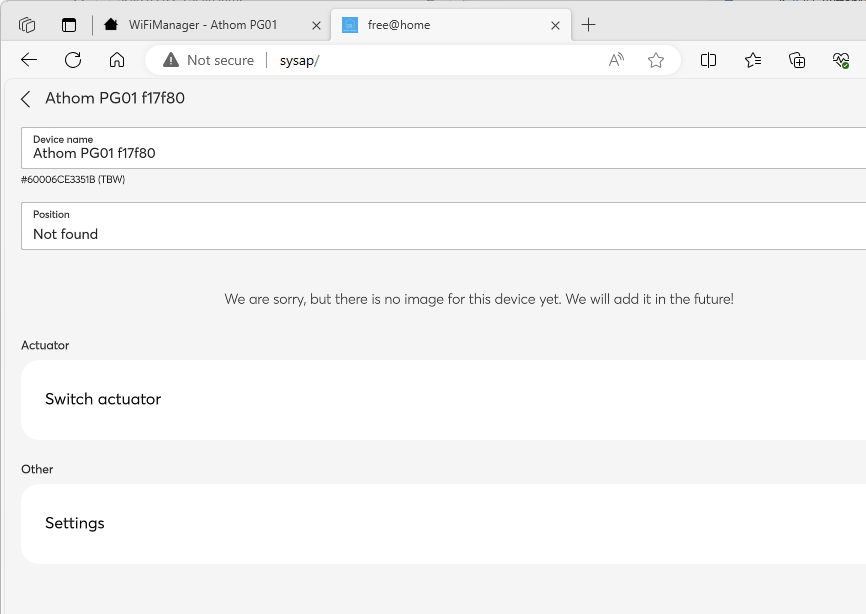 WiFiManager - Athom PG01
free@home
Not secure
sysap/
Athom PG01 f17f80
Device name
Athom PG01 f17f80
#60006CE3351B (TBW)
Position
Not found
We are sorry, but there is no image for this device yet. We will add it in the future!
Actuator
Switch actuator
Other
Settings